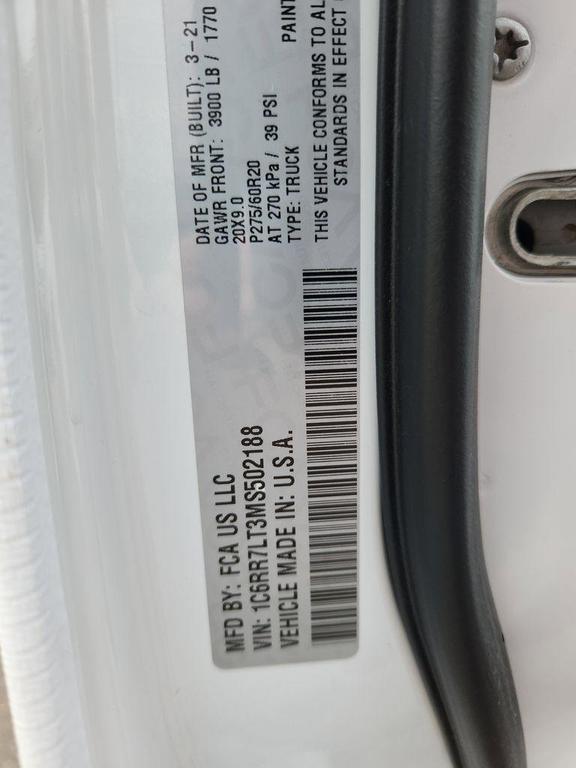 MFD BY: FCA US LLC
DATE OF MFR (BUILT): 3-21
GAWR FRONT: 3900 LB / 1770
20X9.0
P275/60R20
AT 270 kPa / 39 PSI
VIN: 1C6RR7LT3MS502188
TYPE: TRUCK
VEHICLE MADE IN: U.S.A.
PAINT
THIS VEHICLE CONFORMS TO AL
STANDARDS IN EFFECT